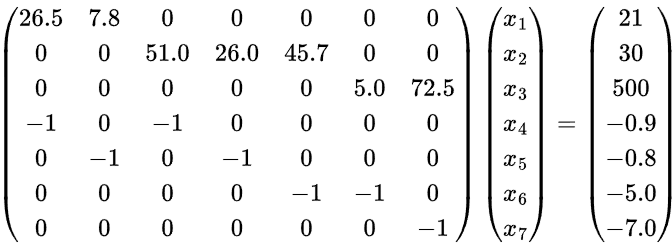 26.5 7.8 0 0 0 0 0 x₁ 21
0 0 51.0 26.0 45.7 0 0 x₂ 30
0 0 0 0 0 5.0 72.5 x₃ 500
−1 0 −1 0 0 0 0 x₄ = −0.9
0 −1 0 −1 0 0 0 x₅ −0.8
0 0 0 0 −1 −1 0 x₆ −5.0
0 0 0 0 0 0 −1 x₇ −7.0